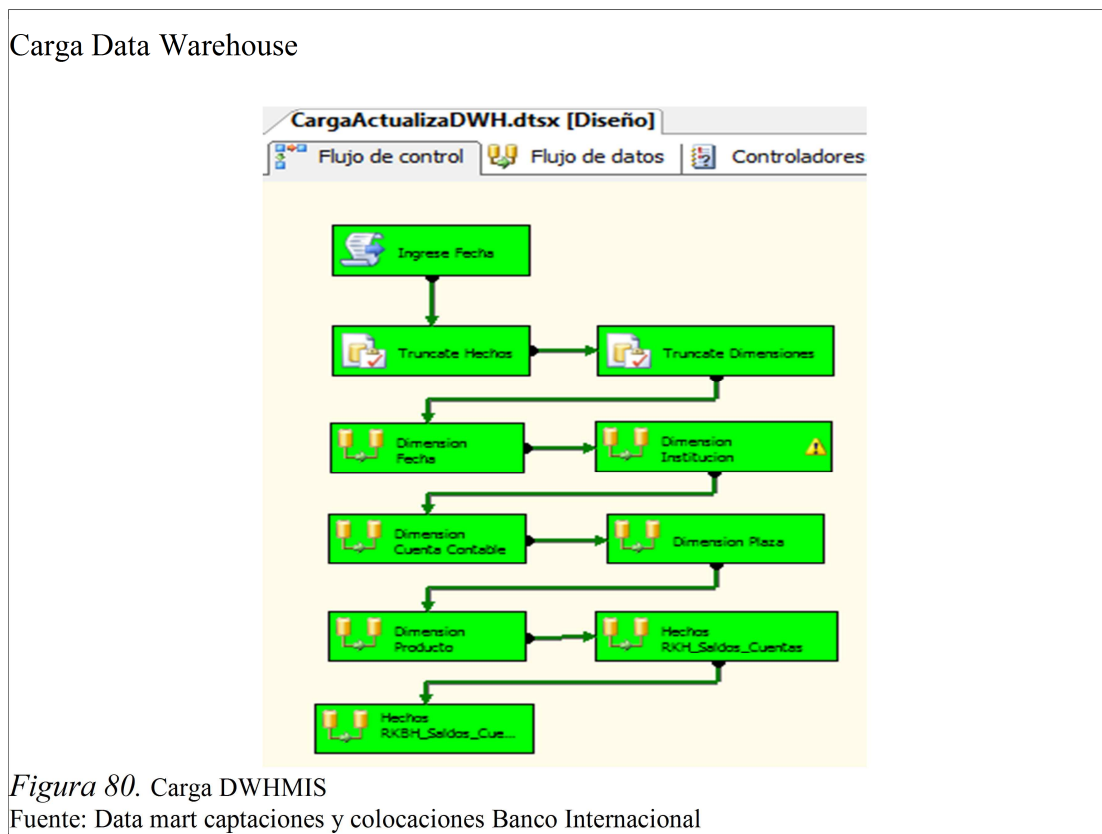 Carga Data Warehouse
CargaActualizaDWH.dtsx [Diseño]
Flujo de control Flujo de datos Controladores
Ingrese Fecha
Truncate Hechos Truncate Dimensiones
Dimension
Fecha
Dimension
Institucion
Dimension
Cuenta Contable
Dimension Plaza
Dimension
Producto
Hechos
RKH_Saldos_Cuentas
Hechos
RKBH_Saldos_Cue...
Figura 80. Carga DWHMIS
Fuente: Data mart captaciones y colocaciones Banco Internacional